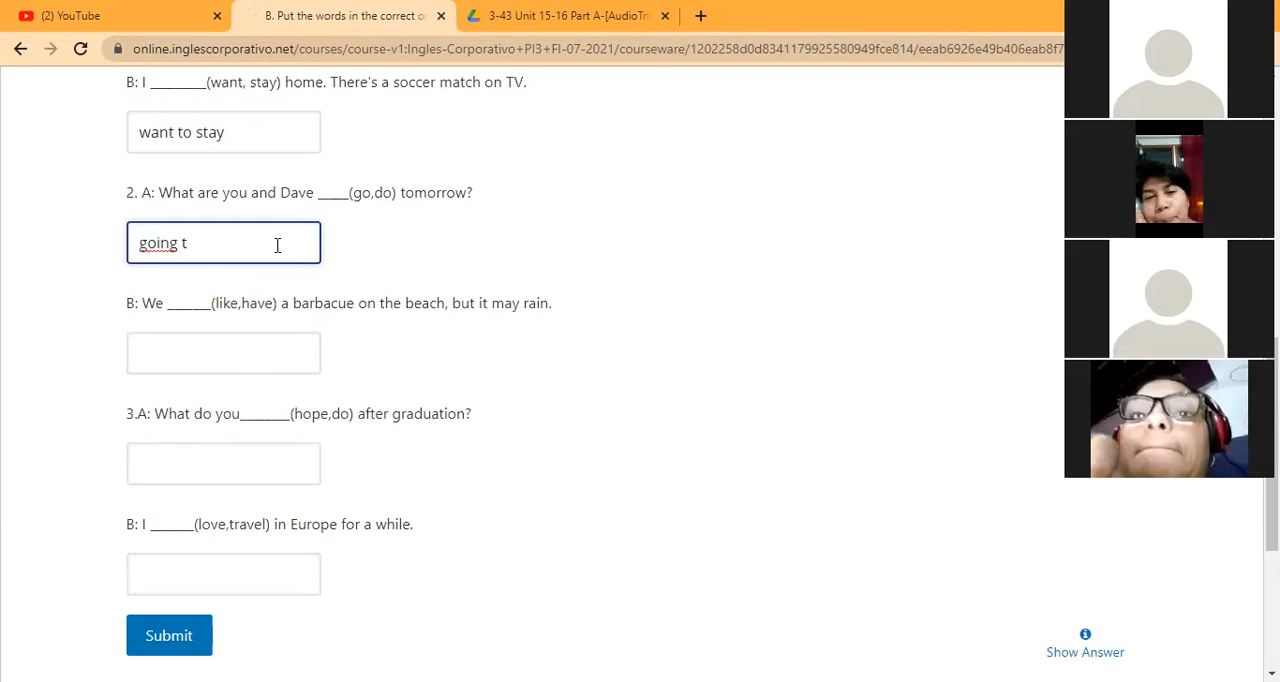 (2) YouTube
B. Put the words in the correct or
3-43 Unit 15-16 Part A-[AudioTri
online.inglescorporativo.net/courses/course-v1:Ingles-Corporativo+PI3+FI-07-2021/courseware/1202258d0d8341179925580949fce814/eeab6926e49b406eab8f7
B: I ________(want, stay) home. There's a soccer match on TV.
want to stay
2. A: What are you and Dave _____(go,do) tomorrow?
going t
B: We ______(like,have) a barbacue on the beach, but it may rain.
3.A: What do you_______(hope,do) after graduation?
B: I ______(love,travel) in Europe for a while.
Submit
Show Answer